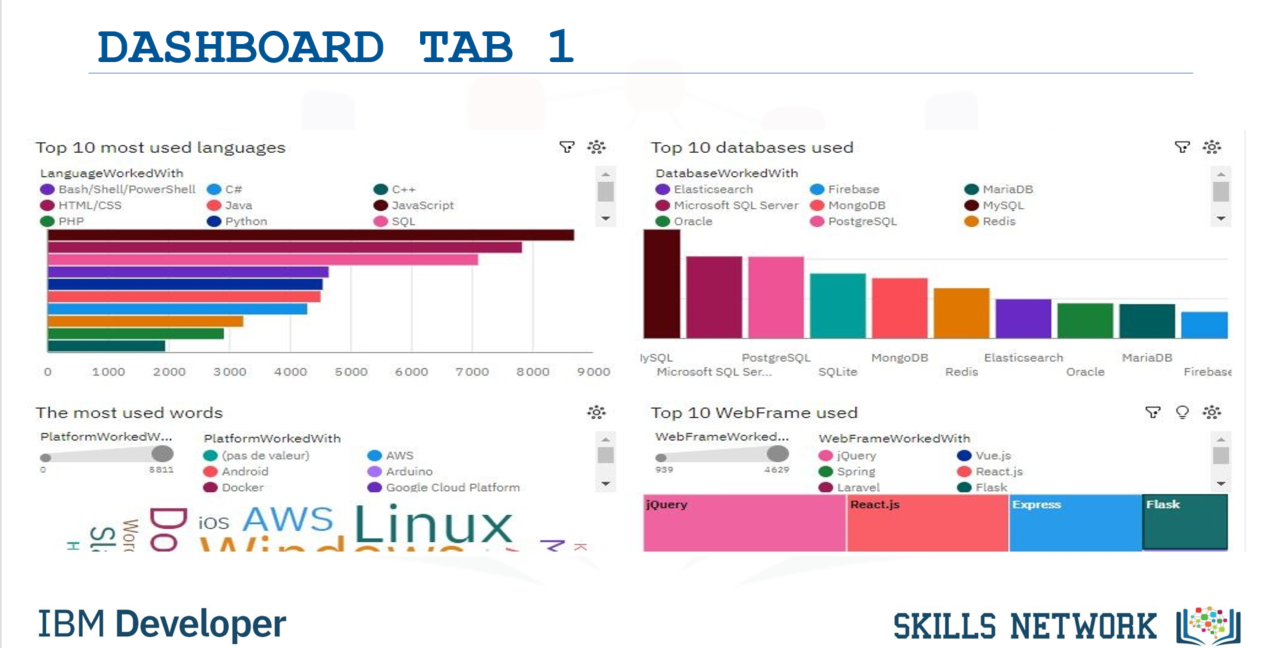 DASHBOARD TAB 1
Top 10 most used languages
LanguageWorkedWith
Bash/Shell/PowerShell C# C++
HTML/CSS Java JavaScript
PHP Python SQL
0 1000 2000 3000 4000 5000 6000 7000 8000 9000
Top 10 databases used
DatabaseWorkedWith
Elasticsearch Firebase MariaDB
Microsoft SQL Server MongoDB MySQL
Oracle PostgreSQL Redis
ySQL PostgreSQL MongoDB Elasticsearch MariaDB
Microsoft SQL Ser... SQLite Redis Oracle Firebase
The most used words
PlatformWorkedW... PlatformWorkedWith
0 5811
(pas de valeur) AWS
Android Arduino
Docker Google Cloud Platform
iOS AWS Linux
Windows
Do
Sla
Wor
Top 10 WebFrame used
WebFrameWorked... WebFrameWorkedWith
939 4629
jQuery Vue.js
Spring React.js
Laravel Flask
jQuery React.js Express Flask
IBM Developer
SKILLS NETWORK